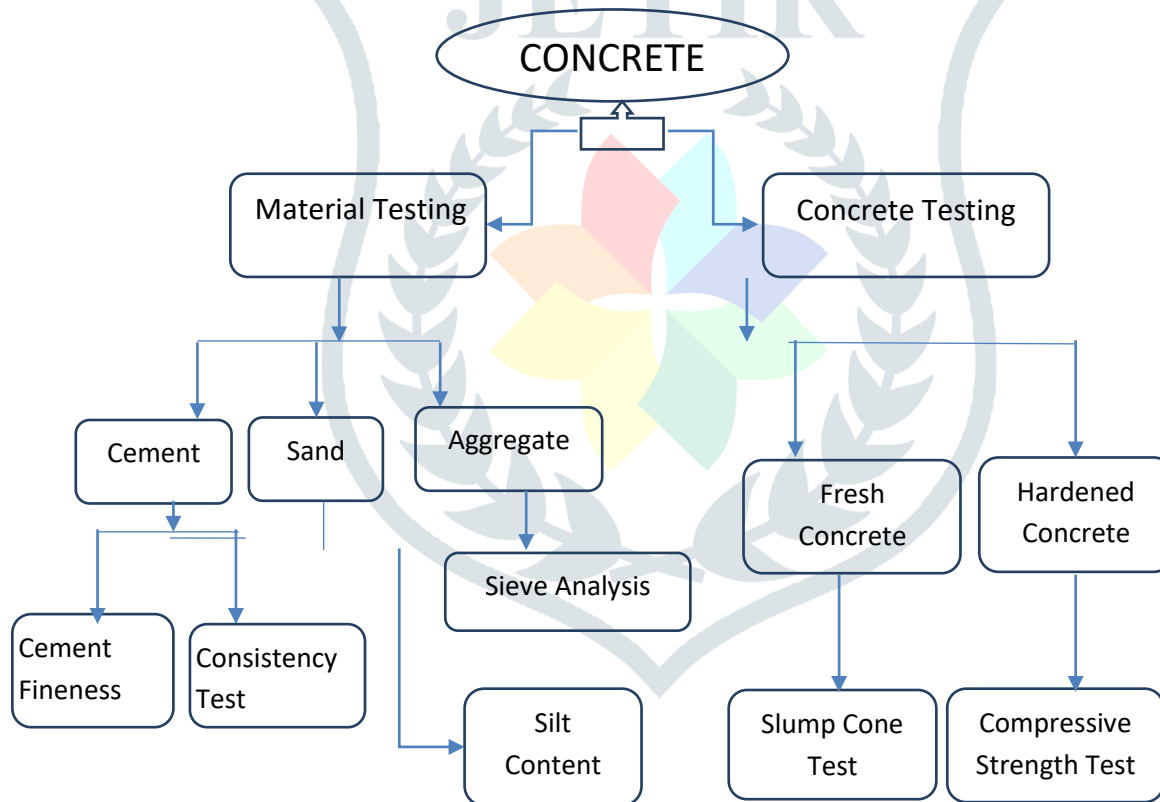 JETIR
CONCRETE
Material Testing
Concrete Testing
Cement
Sand
Aggregate
Fresh
Concrete
Hardened
Concrete
Sieve Analysis
Cement
Fineness
Consistency
Test
Silt
Content
Slump Cone
Test
Compressive
Strength Test